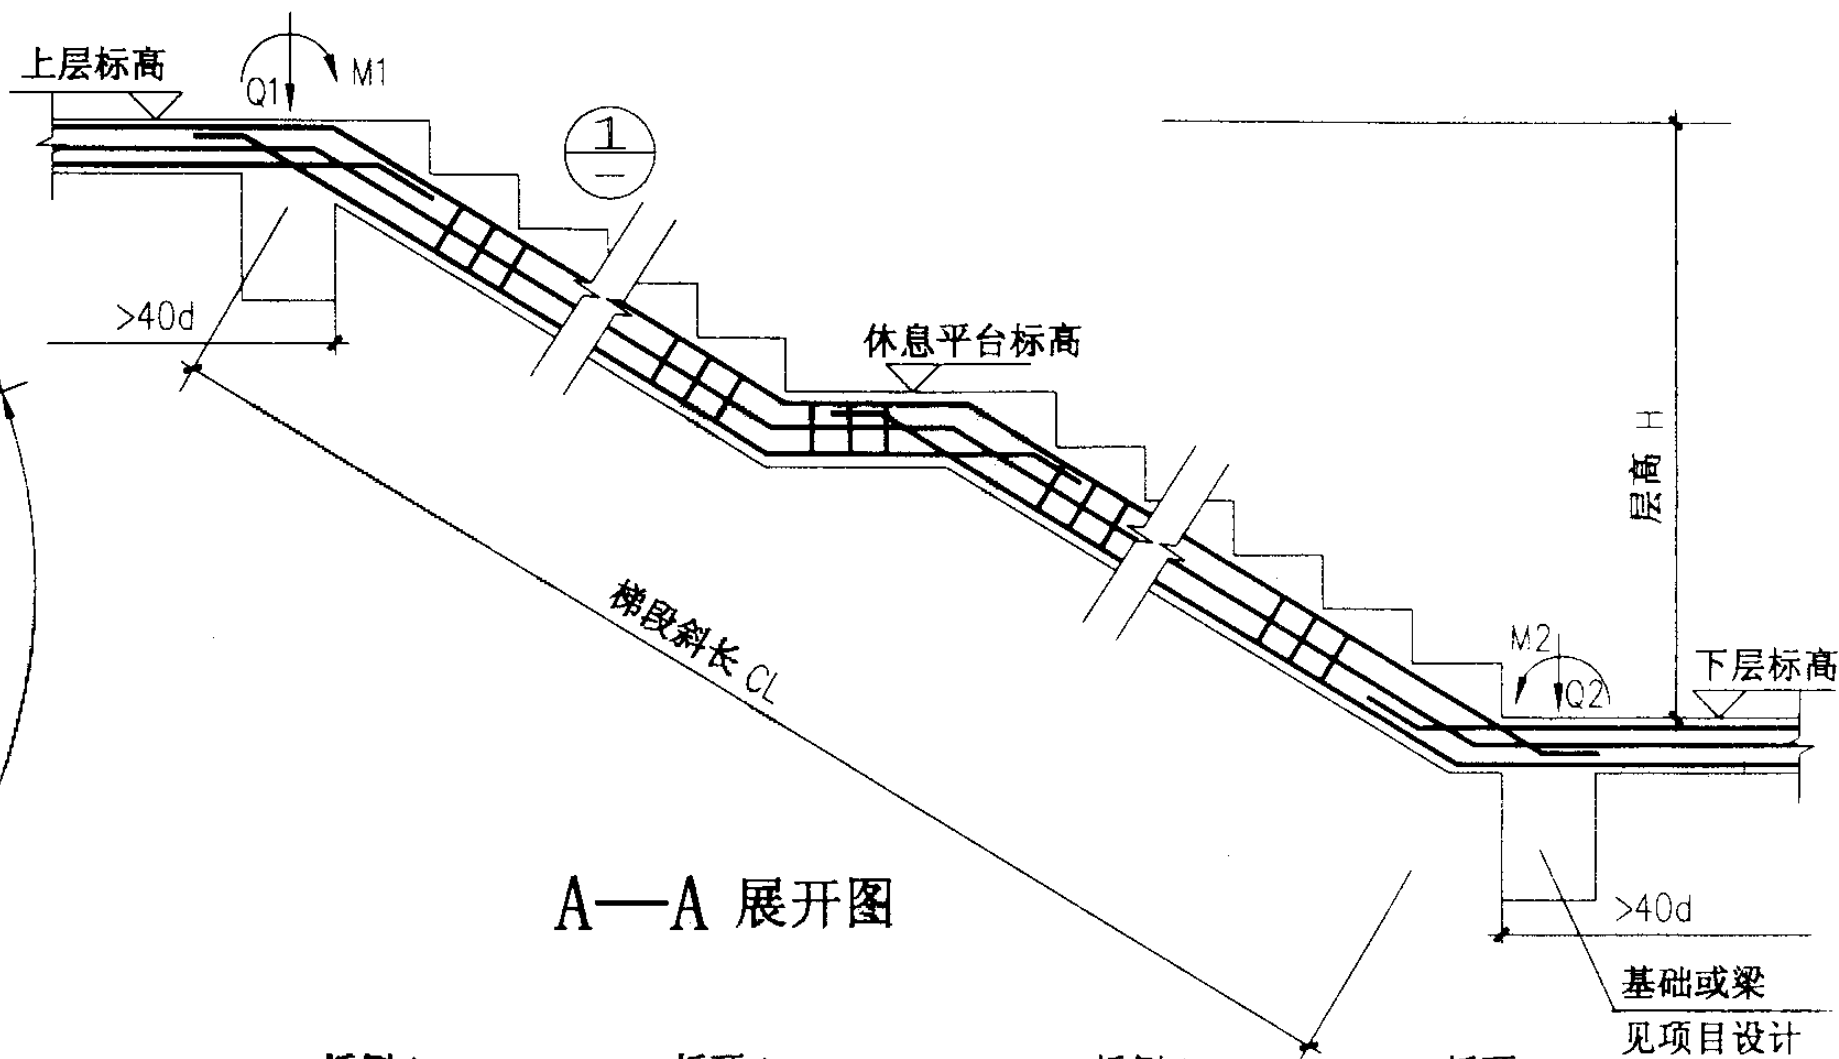 上层标高
Q1
M1
1
—
>40d
休息平台标高
层高 H
梯段斜长 CL
M2
Q2
下层标高
A—A 展开图
>40d
基础或梁
见项目设计